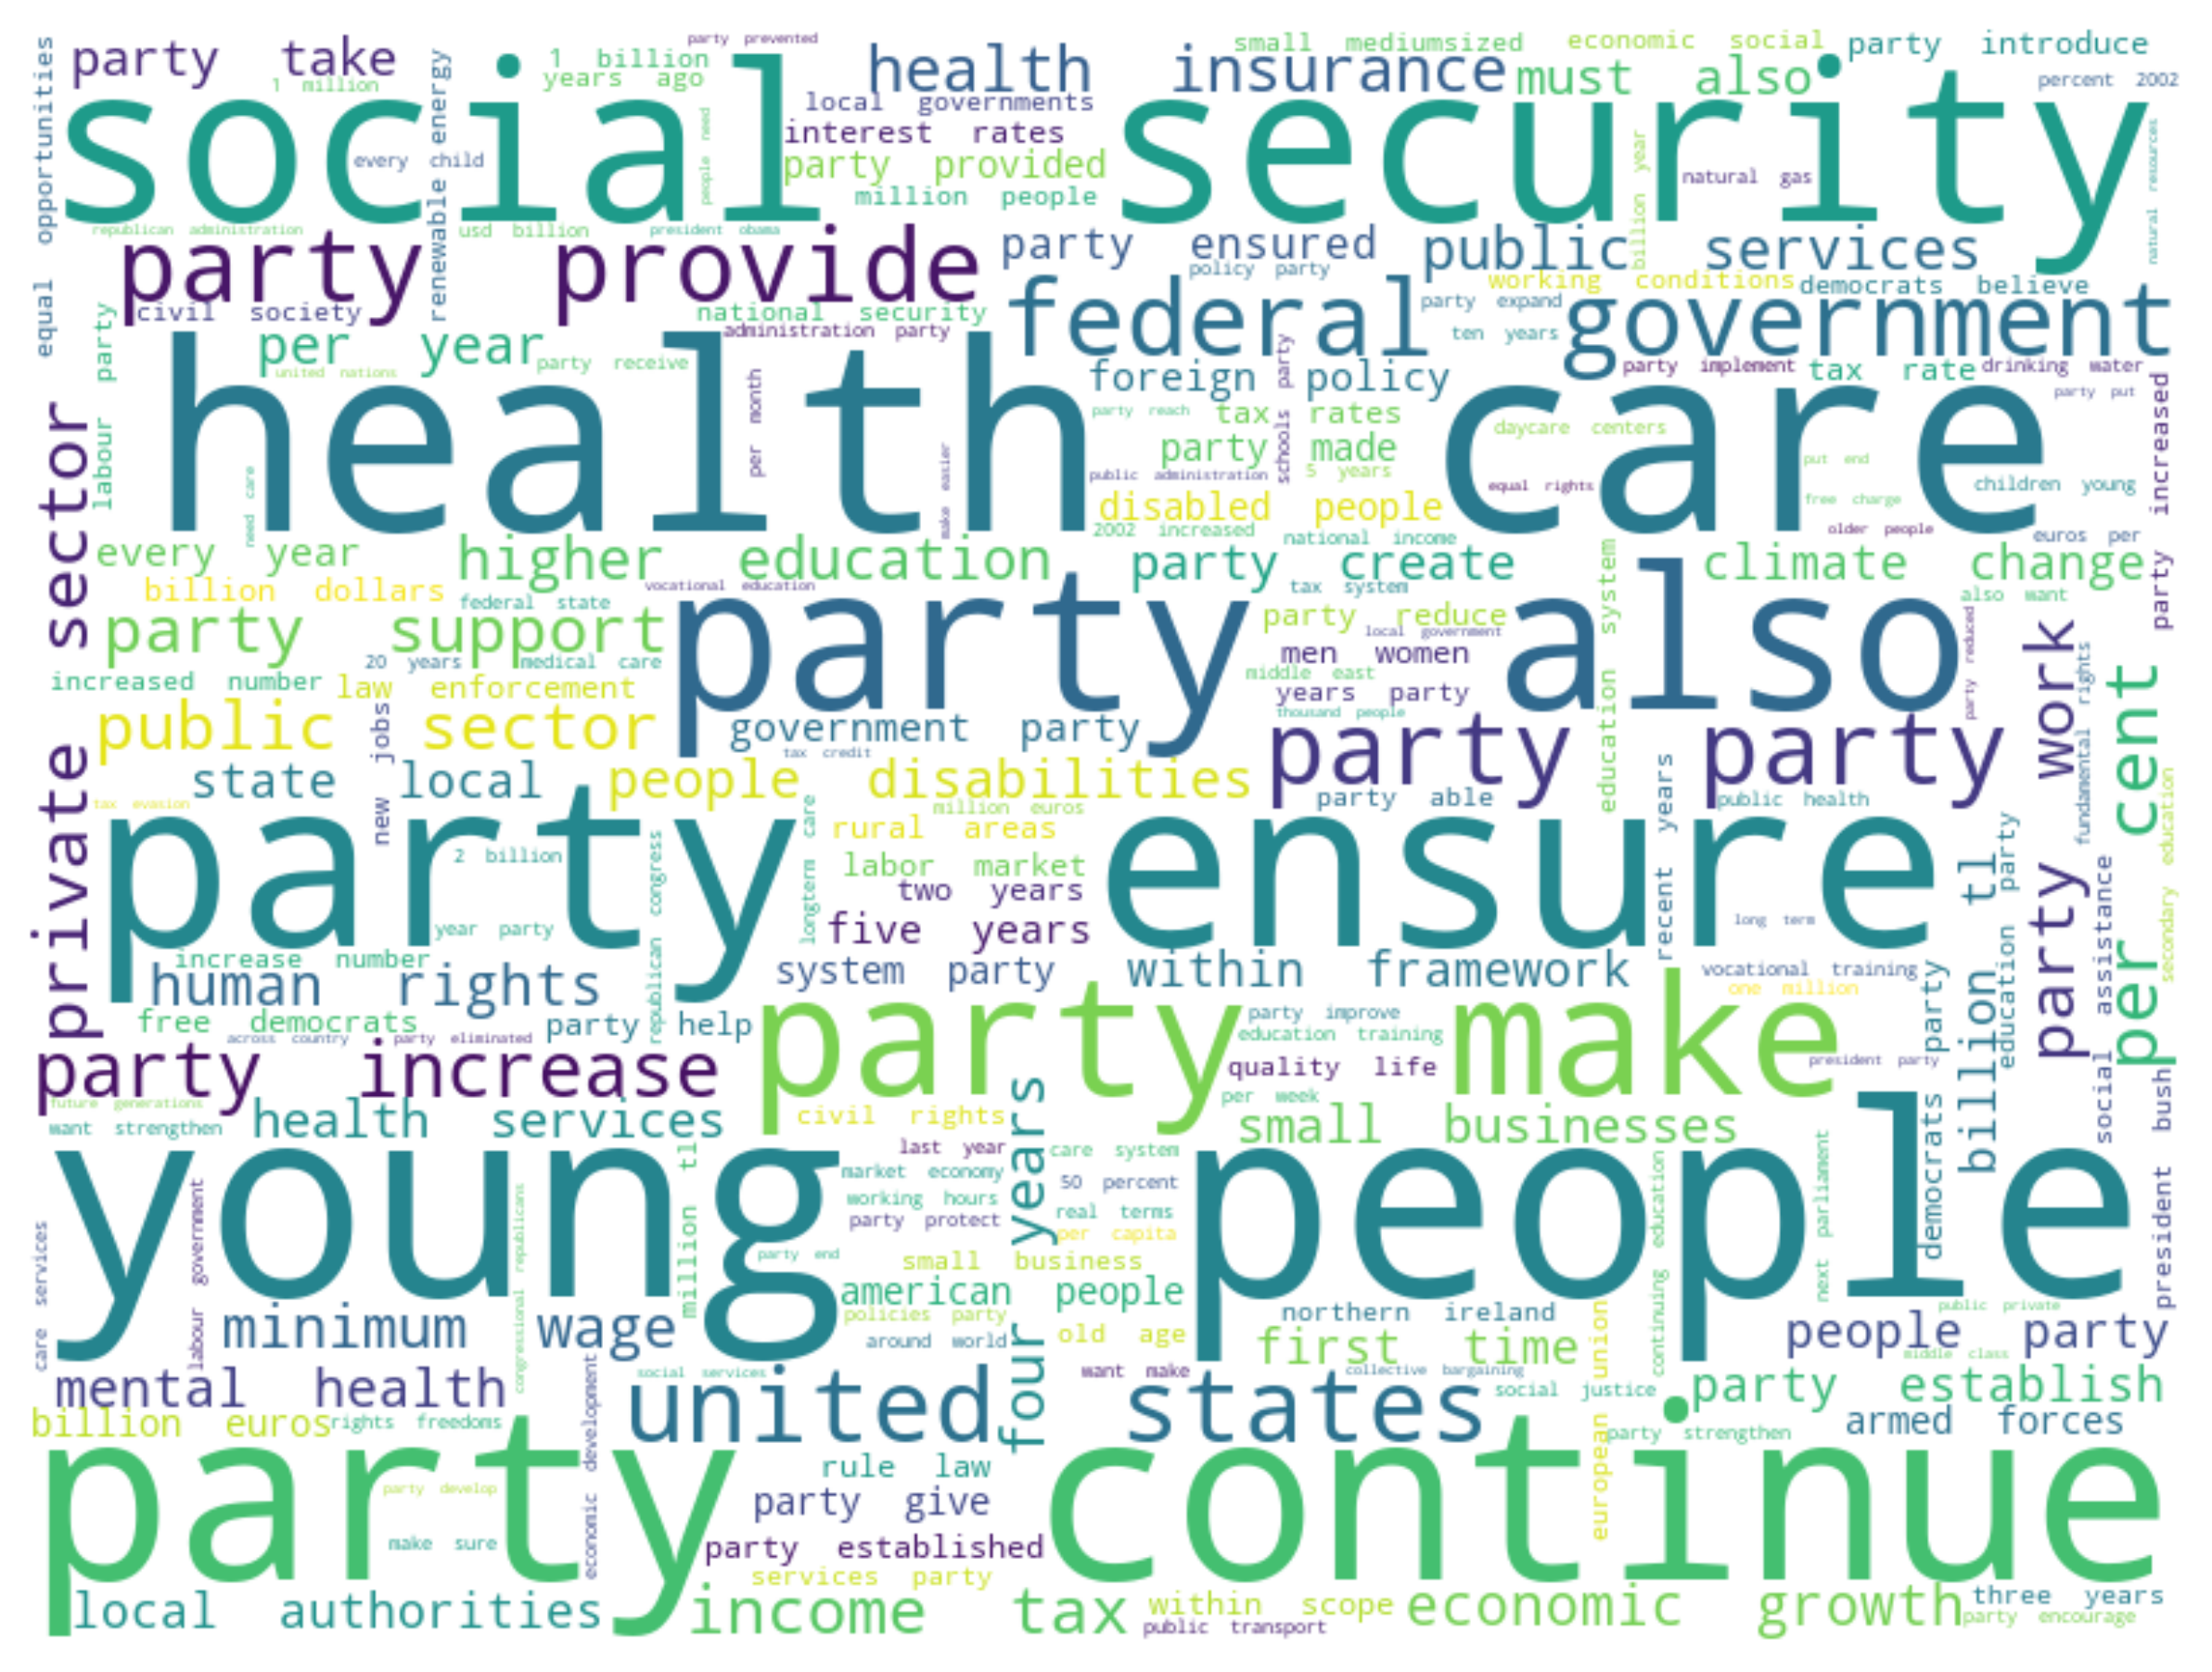 party prevented
small mediumsized
economic social
party introduce
party take
1 billion
health insurance
years ago
must also
percent 2002
1 million
social security
local governments
interest rates
every child
party provided
people need
natural gas
million people
billion year
natural resources
equal opportunities
renewable energy
republican administration
usd billion
president obama
party provide
party ensured
public services
policy party
working conditions
democrats believe
federal government
party expand
civil society
national security
administration party
ten years
per year
party receive
united nations
foreign policy
party implement
tax rate
drinking water
party put
labour party
health care
per month
party reach
tax rates
schools party
daycare centers
party increased
party made
public administration
5 years
put end
need care
make easier
equal rights
children young
free charge
disabled people
older people
2002 increased
national income
euros per
private sector
every year
higher education
party create
climate change
vocational education
tax system
billion dollars
federal state
education system
also want
party support
party also
party reduce
local government
party reduced
men women
20 years
medical care
middle east
increased number
law enforcement
years party
fundamental rights
party work
per cent
public sector
new jobs
government party
thousand people
tax credit
party party
state local
people disabilities
recent years
tax evasion
million euros
party able
public health
secondary education
party ensure
rural areas
2 billion
labor market
longterm care
republican congress
two years
year party
five years
long term
billion tl
education party
social assistance
increase number
system party
within framework
vocational training
human rights
one million
free democrats
party help
party make
party improve
education training
across country
party eliminated
democrats party
party increase
quality life
president party
president bush
future generations
per week
want strengthen
health services
civil rights
small businesses
four years
last year
care system
young people
million tl
market economy
50 percent
continuing education
next parliament
working hours
real terms
party protect
per capita
labour government
congressional republicans
care services
party end
small business
american people
policies party
northern ireland
public private
minimum wage
around world
old age
first time
european union
people party
middle class
mental health
social services
want make
collective bargaining
united states
social justice
party establish
billion euros
rights freedoms
economic development
armed forces
party strengthen
party continue
rule law
party develop
party give
make sure
party established
services party
local authorities
income tax
within scope
economic growth
three years
public transport
party encourage